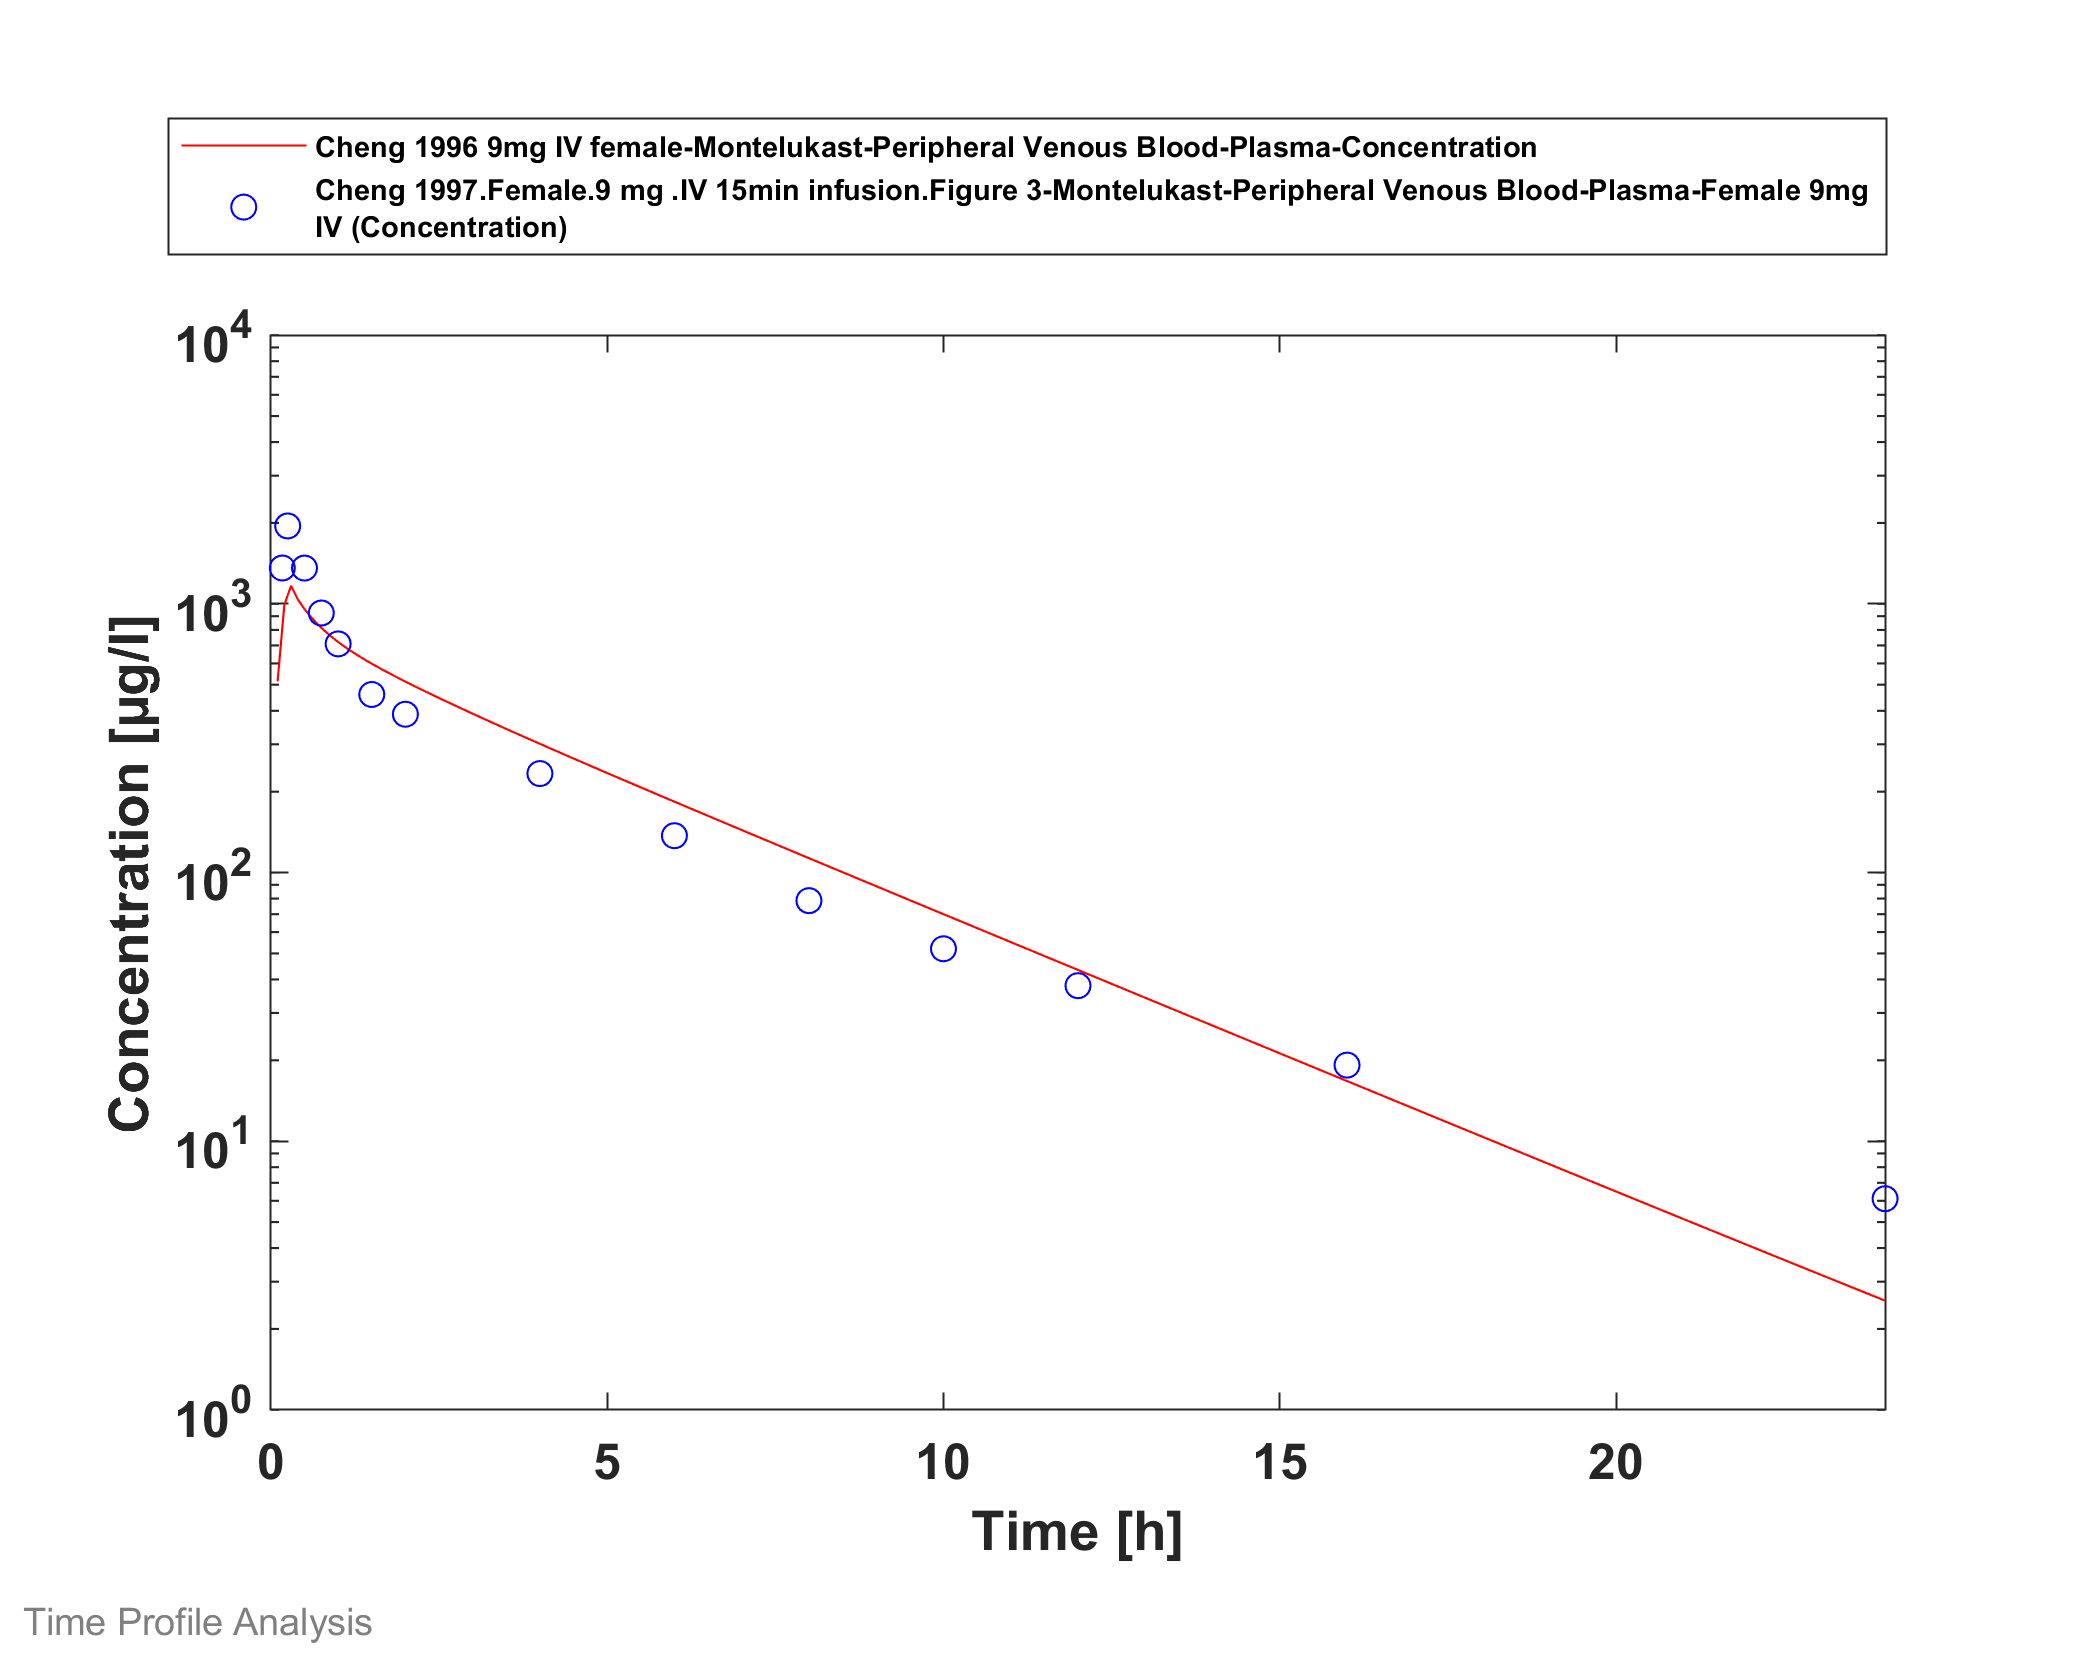 Cheng 1996 9mg IV female-Montelukast-Peripheral Venous Blood-Plasma-Concentration
Cheng 1997.Female.9 mg .IV 15min infusion.Figure 3-Montelukast-Peripheral Venous Blood-Plasma-Female 9mg
IV (Concentration)
10^4
10^3
10^2
10^1
10^0
Concentration [µg/l]
0 5 10 15 20
Time [h]
Time Profile Analysis